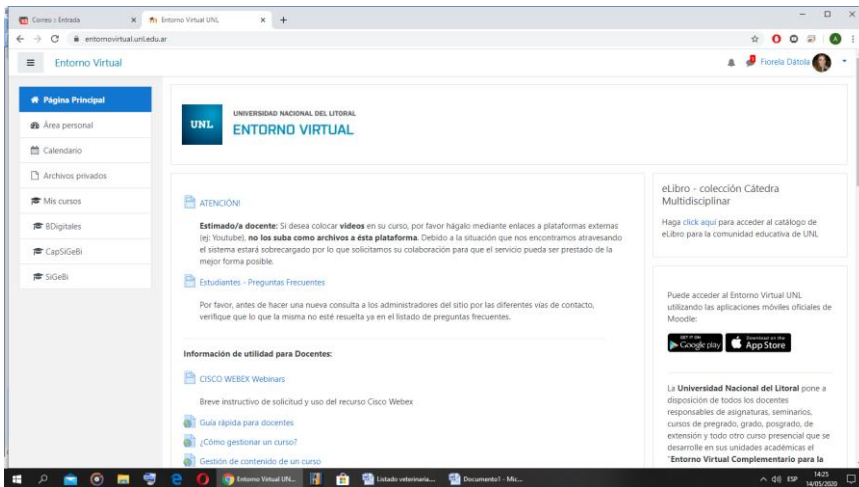 Correo :: Entrada
Entorno Virtual UNL
entornovirtual.unl.edu.ar
Entorno Virtual
Fiorela Dátola
Página Principal
Área personal
Calendario
Archivos privados
Mis cursos
BDigitales
CapSiGeBi
SiGeBi
UNL
UNIVERSIDAD NACIONAL DEL LITORAL
ENTORNO VIRTUAL
ATENCIÓN!
Estimado/a docente: Si desea colocar videos en su curso, por favor hágalo mediante enlaces a plataformas externas
(ej: Youtube), no los suba como archivos a ésta plataforma. Debido a la situación que nos encontramos atravesando
el sistema estará sobrecargado por lo que solicitamos su colaboración para que el servicio pueda ser prestado de la
mejor forma posible.
Estudiantes - Preguntas Frecuentes
Por favor, antes de hacer una nueva consulta a los administradores del sitio por las diferentes vías de contacto,
verifique que lo que la misma no esté resuelta ya en el listado de preguntas frecuentes.
Información de utilidad para Docentes:
CISCO WEBEX Webinars
Breve instructivo de solicitud y uso del recurso Cisco Webex
Guía rápida para docentes
¿Cómo gestionar un curso?
Gestión de contenido de un curso
eLibro - colección Cátedra
Multidisciplinar
Haga click aquí para acceder al catálogo de
eLibro para la comunidad educativa de UNL
Puede acceder al Entorno Virtual UNL
utilizando las aplicaciones móviles oficiales de
Moodle:
GET IT ON
Google play
Download on the
App Store
La Universidad Nacional del Litoral pone a
disposición de todos los docentes
responsables de asignaturas, seminarios,
cursos de pregrado, grado, posgrado, de
extensión y todo otro curso presencial que se
desarrolle en sus unidades académicas el
"Entorno Virtual Complementario para la
Entorno Virtual UN...
Listado veterinaria...
Documento1 - Mic...
ESP
14:25
14/05/2020